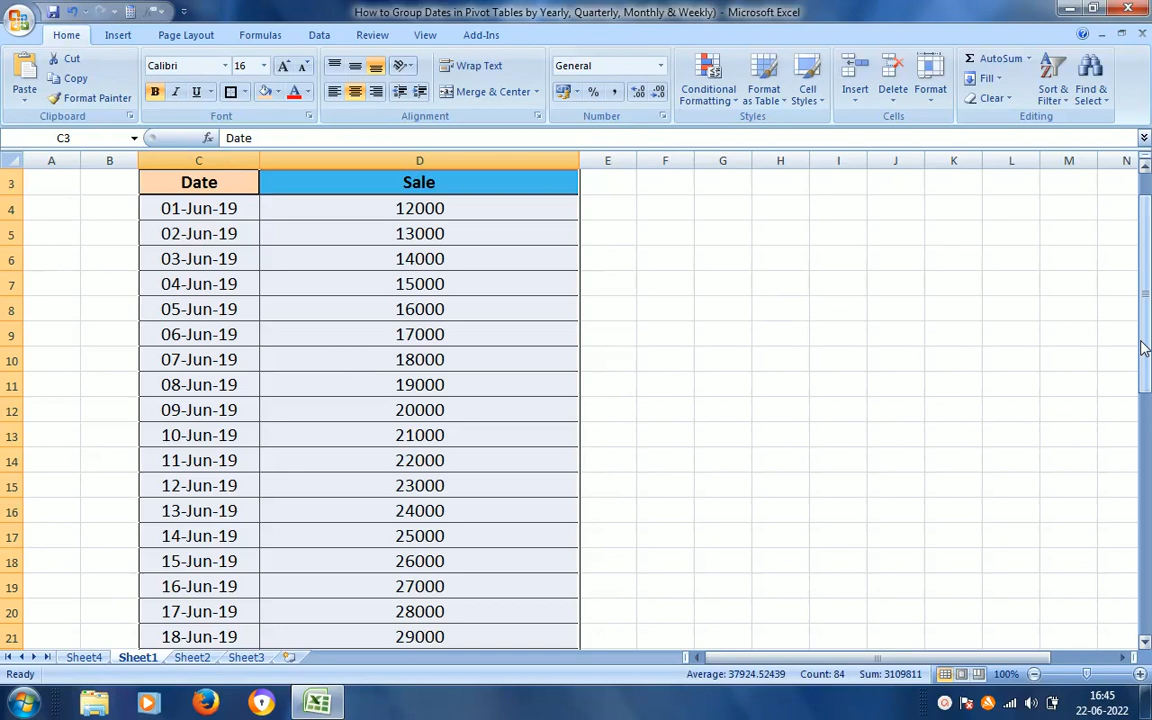 How to Group Dates in Pivot Tables by Yearly, Quarterly, Monthly & Weekly) - Microsoft Excel
Home Insert Page Layout Formulas Data Review View Add-Ins
Paste
Cut
Copy
Format Painter
Clipboard
Calibri 16
B I U A
Font
Wrap Text
Merge & Center
Alignment
General
% ,
Number
Conditional Formatting
Format as Table
Cell Styles
Styles
Insert Delete Format
Cells
Σ AutoSum
Fill
Clear
Sort & Filter
Find & Select
Editing
C3 fx Date
A B C D E F G H I J K L M N
3 Date Sale
4 01-Jun-19 12000
5 02-Jun-19 13000
6 03-Jun-19 14000
7 04-Jun-19 15000
8 05-Jun-19 16000
9 06-Jun-19 17000
10 07-Jun-19 18000
11 08-Jun-19 19000
12 09-Jun-19 20000
13 10-Jun-19 21000
14 11-Jun-19 22000
15 12-Jun-19 23000
16 13-Jun-19 24000
17 14-Jun-19 25000
18 15-Jun-19 26000
19 16-Jun-19 27000
20 17-Jun-19 28000
21 18-Jun-19 29000
Sheet4 Sheet1 Sheet2 Sheet3
Ready Average: 37924.52439 Count: 84 Sum: 3109811 100%
16:45
22-06-2022